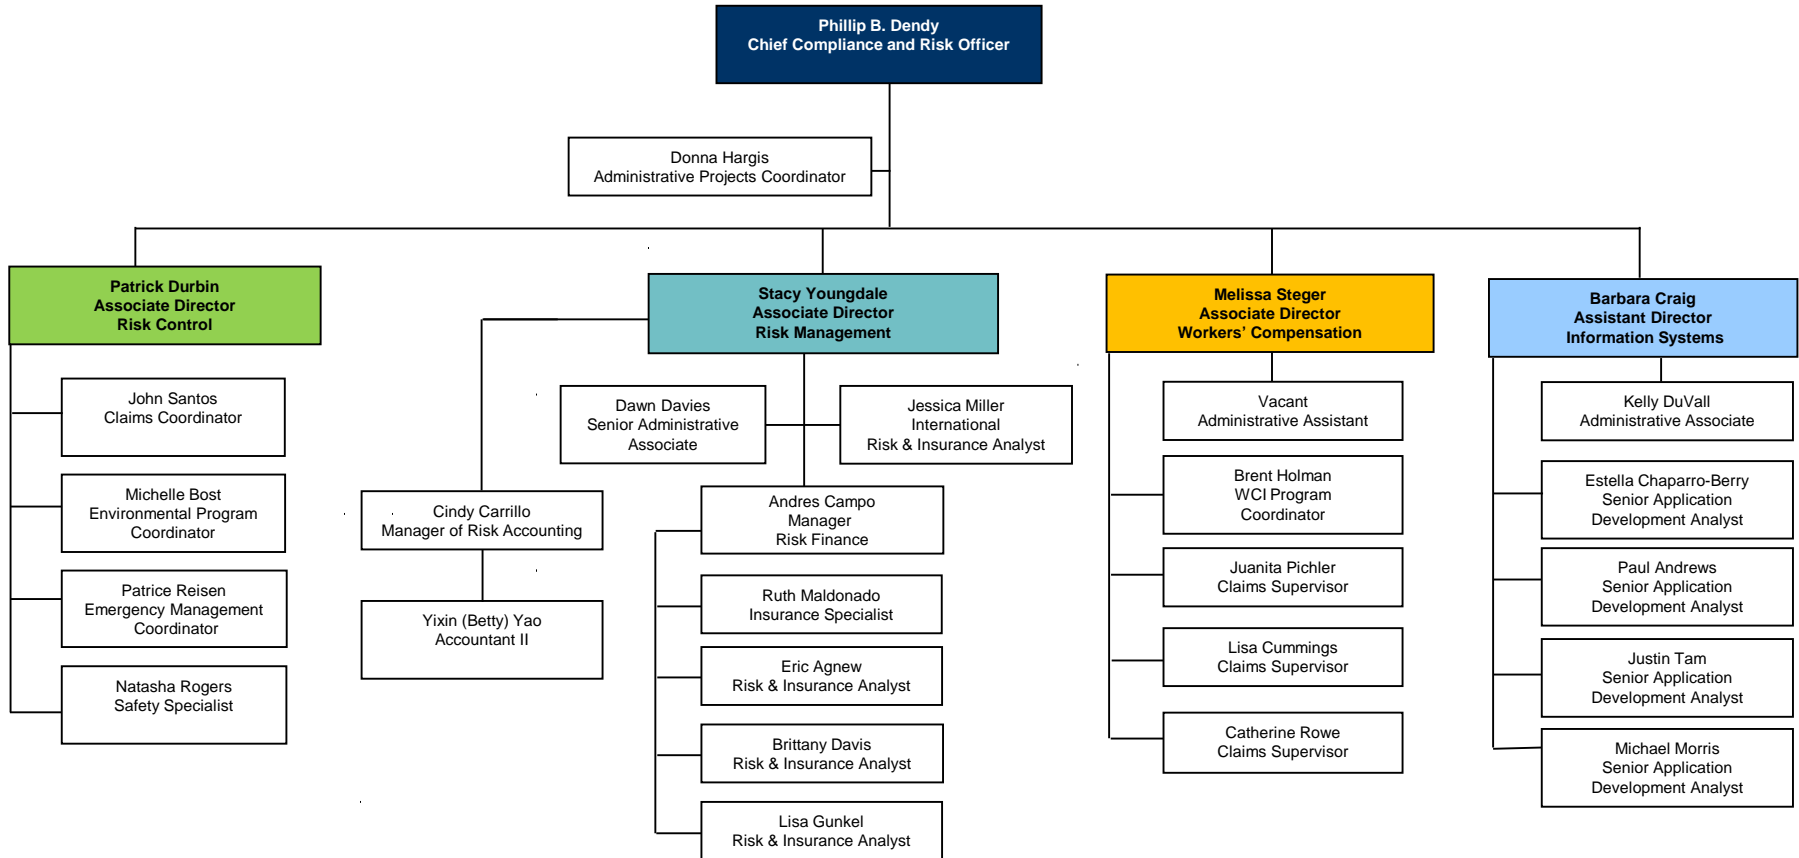 Phillip B. Dendy
Chief Compliance and Risk Officer
Donna Hargis
Administrative Projects Coordinator
Patrick Durbin
Associate Director
Risk Control
John Santos
Claims Coordinator
Michelle Bost
Environmental Program
Coordinator
Patrice Reisen
Emergency Management
Coordinator
Natasha Rogers
Safety Specialist
Stacy Youngdale
Associate Director
Risk Management
Dawn Davies
Senior Administrative
Associate
Jessica Miller
International
Risk & Insurance Analyst
Cindy Carrillo
Manager of Risk Accounting
Yixin (Betty) Yao
Accountant II
Andres Campo
Manager
Risk Finance
Ruth Maldonado
Insurance Specialist
Eric Agnew
Risk & Insurance Analyst
Brittany Davis
Risk & Insurance Analyst
Lisa Gunkel
Risk & Insurance Analyst
Melissa Steger
Associate Director
Workers’ Compensation
Vacant
Administrative Assistant
Brent Holman
WCI Program
Coordinator
Juanita Pichler
Claims Supervisor
Lisa Cummings
Claims Supervisor
Catherine Rowe
Claims Supervisor
Barbara Craig
Assistant Director
Information Systems
Kelly DuVall
Administrative Associate
Estella Chaparro-Berry
Senior Application
Development Analyst
Paul Andrews
Senior Application
Development Analyst
Justin Tam
Senior Application
Development Analyst
Michael Morris
Senior Application
Development Analyst